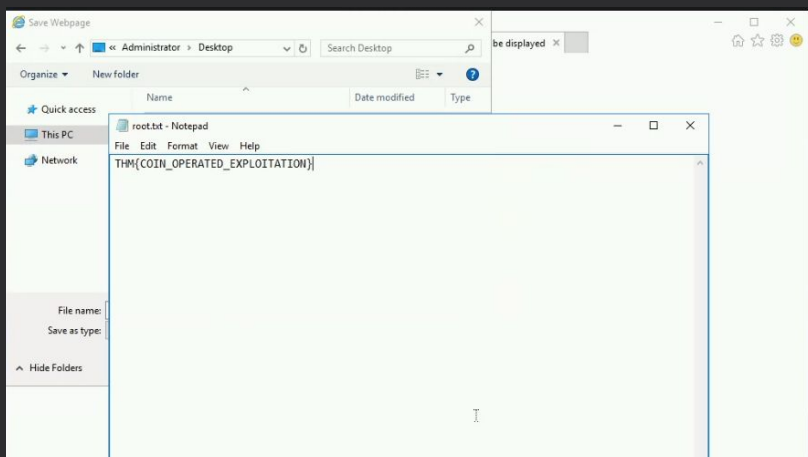 Save Webpage
« Administrator › Desktop
Search Desktop
be displayed
Organize
New folder
Name
Date modified
Type
Quick access
This PC
Network
root.txt - Notepad
File Edit Format View Help
THM{COIN_OPERATED_EXPLOITATION}
File name:
Save as type:
Hide Folders